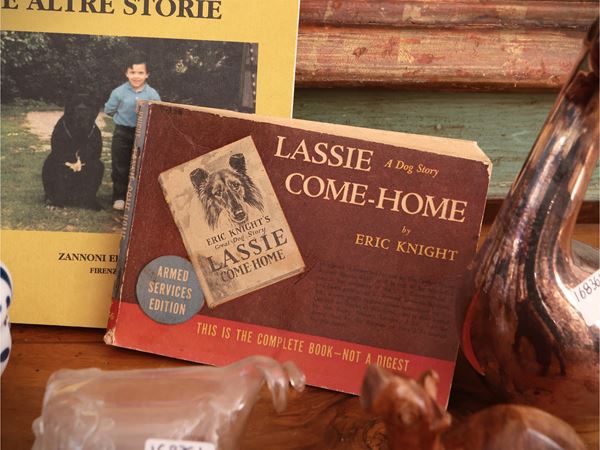 E ALTRE STORIE
ZANNONI
FIRENZ
LASSIE A Dog Story
COME-HOME
by
ERIC KNIGHT
ERIC KNIGHT'S
Great Dog Story
LASSIE
COME-HOME
ARMED
SERVICES
EDITION
THIS IS THE COMPLETE BOOK—NOT A DIGEST